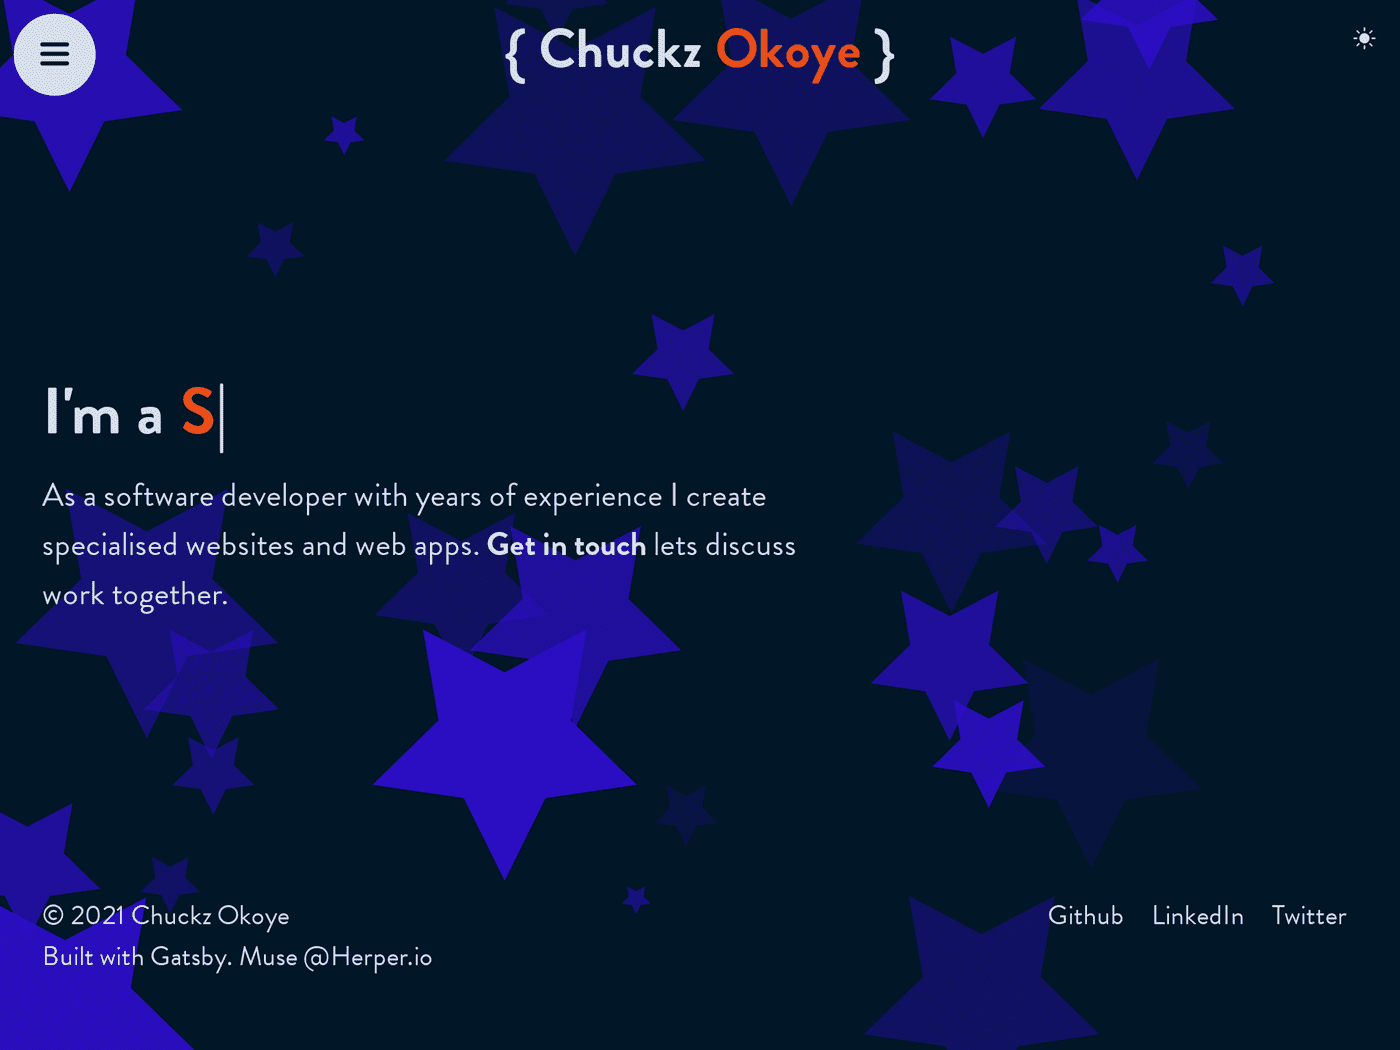 { Chuckz Okoye }
I'm a S
As a software developer with years of experience I create
specialised websites and web apps. Get in touch lets discuss
work together.
© 2021 Chuckz Okoye
Built with Gatsby. Muse @Herper.io
Github LinkedIn Twitter